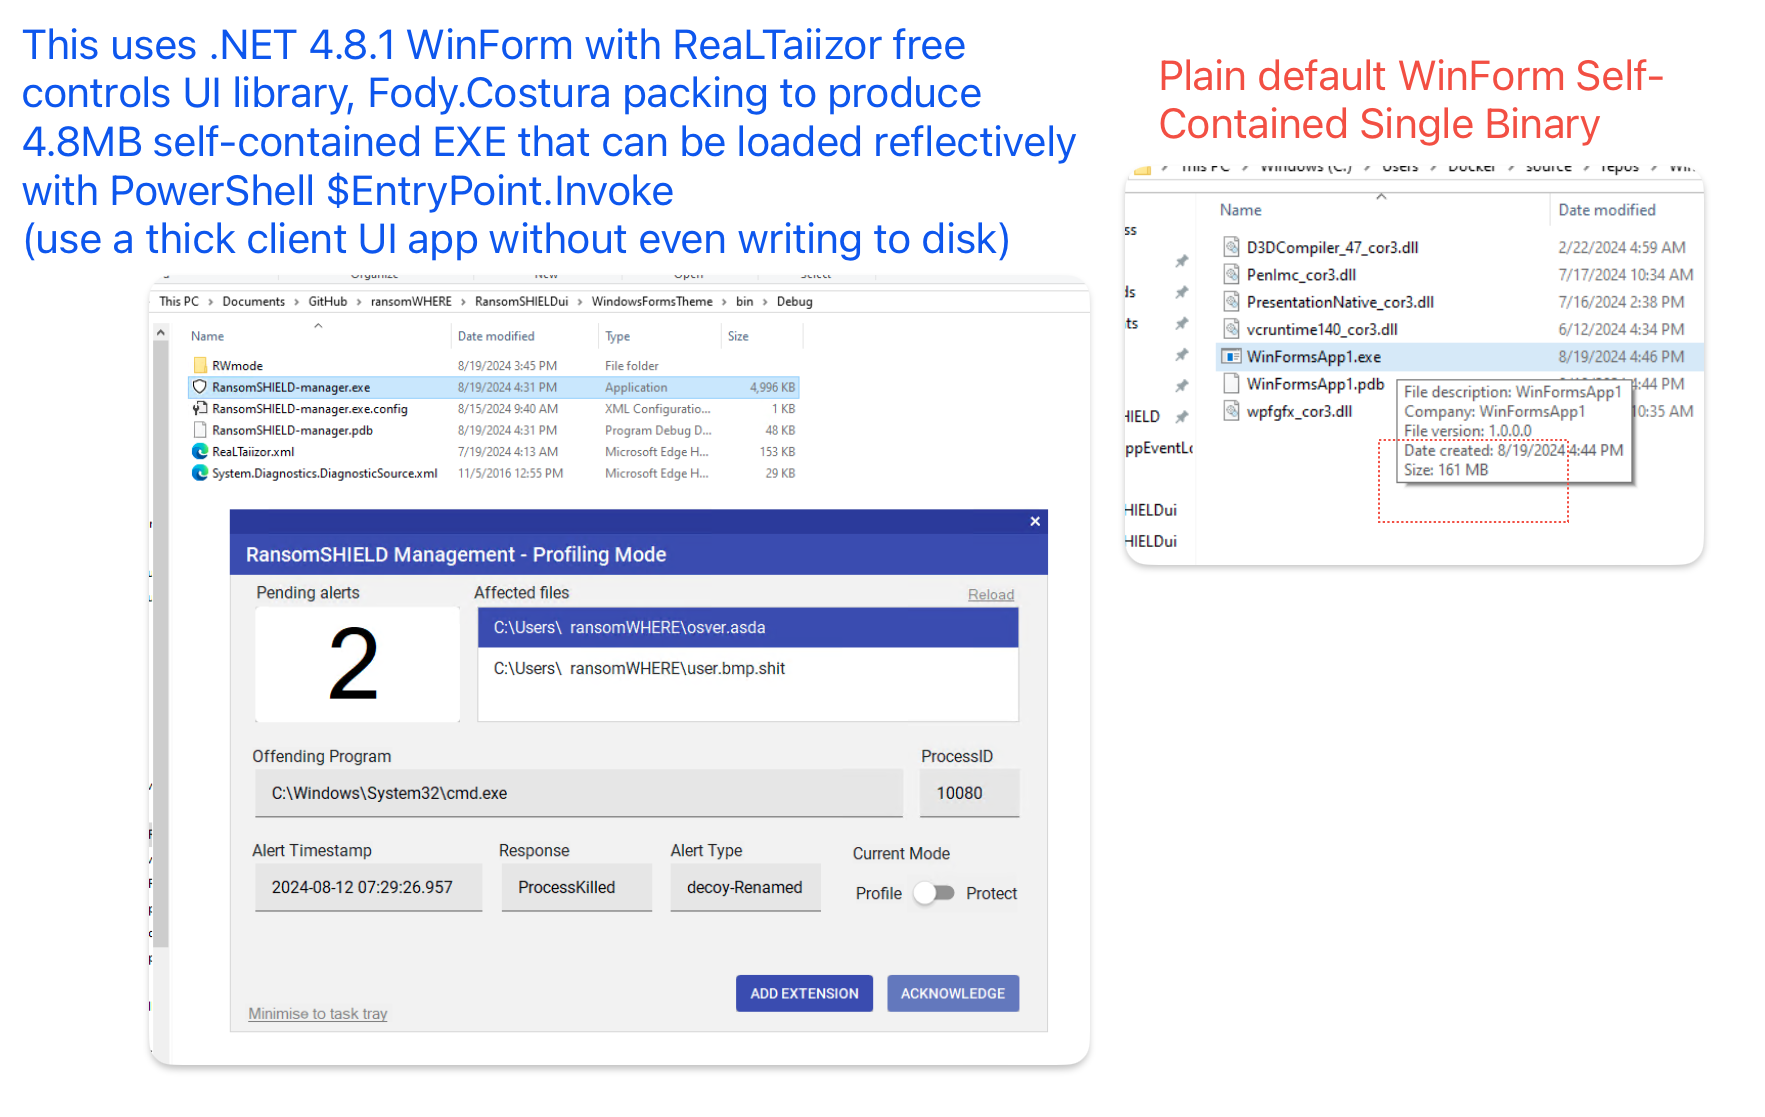 This uses .NET 4.8.1 WinForm with ReaLTaiizor free
controls UI library, Fody.Costura packing to produce
4.8MB self-contained EXE that can be loaded reflectively
with PowerShell $EntryPoint.Invoke
(use a thick client UI app without even writing to disk)
Organize New Open Select
This PC > Documents > GitHub > ransomWHERE > RansomSHIELDui > WindowsFormsTheme > bin > Debug
Name Date modified Type Size
RWmode 8/19/2024 3:45 PM File folder
RansomSHIELD-manager.exe 8/19/2024 4:31 PM Application 4,996 KB
RansomSHIELD-manager.exe.config 8/15/2024 9:40 AM XML Configuratio... 1 KB
RansomSHIELD-manager.pdb 8/19/2024 4:31 PM Program Debug D... 48 KB
ReaLTaiizor.xml 7/19/2024 4:13 AM Microsoft Edge H... 153 KB
System.Diagnostics.DiagnosticSource.xml 11/5/2016 12:55 PM Microsoft Edge H... 29 KB
RansomSHIELD Management - Profiling Mode
Pending alerts
2
Affected files
Reload
C:\Users\ ransomWHERE\osver.asda
C:\Users\ ransomWHERE\user.bmp.shit
Offending Program
C:\Windows\System32\cmd.exe
ProcessID
10080
Alert Timestamp
2024-08-12 07:29:26.957
Response
ProcessKilled
Alert Type
decoy-Renamed
Current Mode
Profile Protect
ADD EXTENSION
ACKNOWLEDGE
Minimise to task tray
Plain default WinForm Self-
Contained Single Binary
This PC > Windows (C:) > Users > Docker > source > repos > Win
Name Date modified
D3DCompiler_47_cor3.dll 2/22/2024 4:59 AM
PenImc_cor3.dll 7/17/2024 10:34 AM
PresentationNative_cor3.dll 7/16/2024 2:38 PM
vcruntime140_cor3.dll 6/12/2024 4:34 PM
WinFormsApp1.exe 8/19/2024 4:46 PM
WinFormsApp1.pdb 4:44 PM
wpfgfx_cor3.dll 10:35 AM
File description: WinFormsApp1
Company: WinFormsApp1
File version: 1.0.0.0
Date created: 8/19/2024 4:44 PM
Size: 161 MB
ss
ds
ts
HIELD
ppEventLo
HIELDui
HIELDui